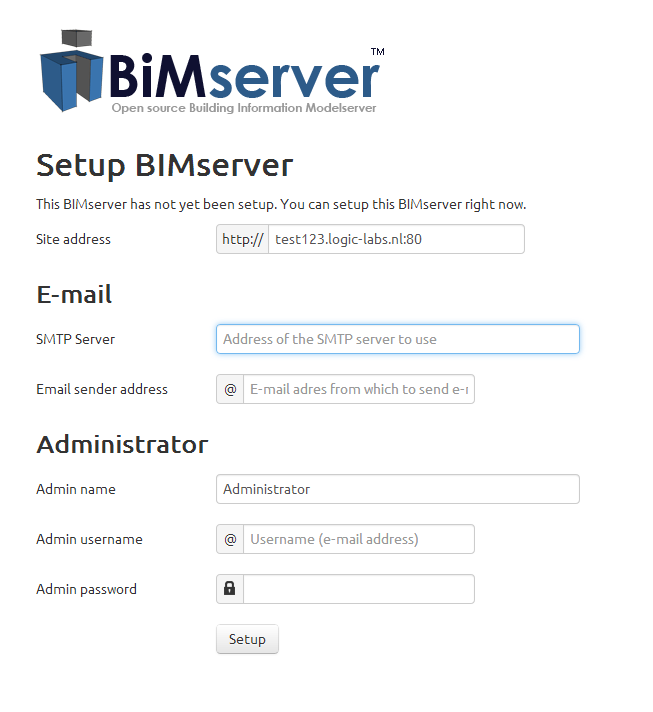 BiMserver™
Open source Building Information Modelserver
Setup BIMserver
This BIMserver has not yet been setup. You can setup this BIMserver right now.
Site address http:// test123.logic-labs.nl:80
E-mail
SMTP Server Address of the SMTP server to use
Email sender address @ E-mail adres from which to send e-
Administrator
Admin name Administrator
Admin username @ Username (e-mail address)
Admin password
Setup